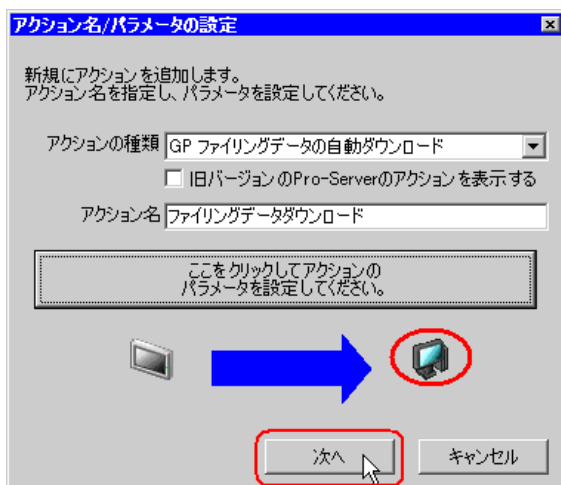 アクション名/パラメータの設定
新規にアクションを追加します。
アクション名を指定し、パラメータを設定してください。
アクションの種類 GP ファイリングデータの自動ダウンロード
旧バージョンのPro-Serverのアクションを表示する
アクション名 ファイリングデータダウンロード
ここをクリックしてアクションの
パラメータを設定してください。
次へ キャンセル